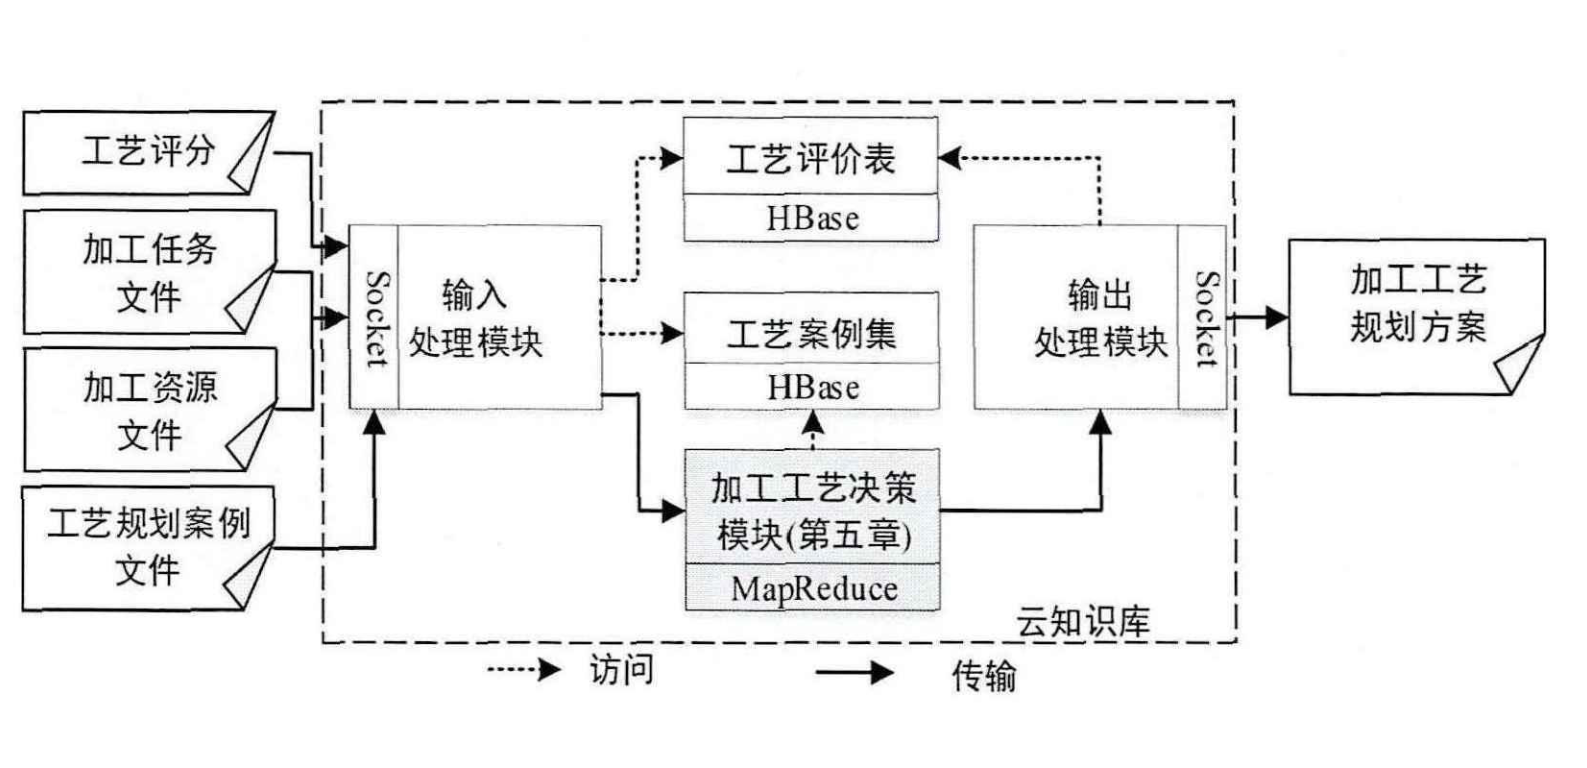 工艺评分
加工任务
文件
加工资源
文件
工艺规划案例
文件
Socket
输入
处理模块
工艺评价表
HBase
工艺案例集
HBase
加工工艺决策
模块(第五章)
MapReduce
输出
处理模块
Socket
加工工艺
规划方案
云知识库
访问
传输